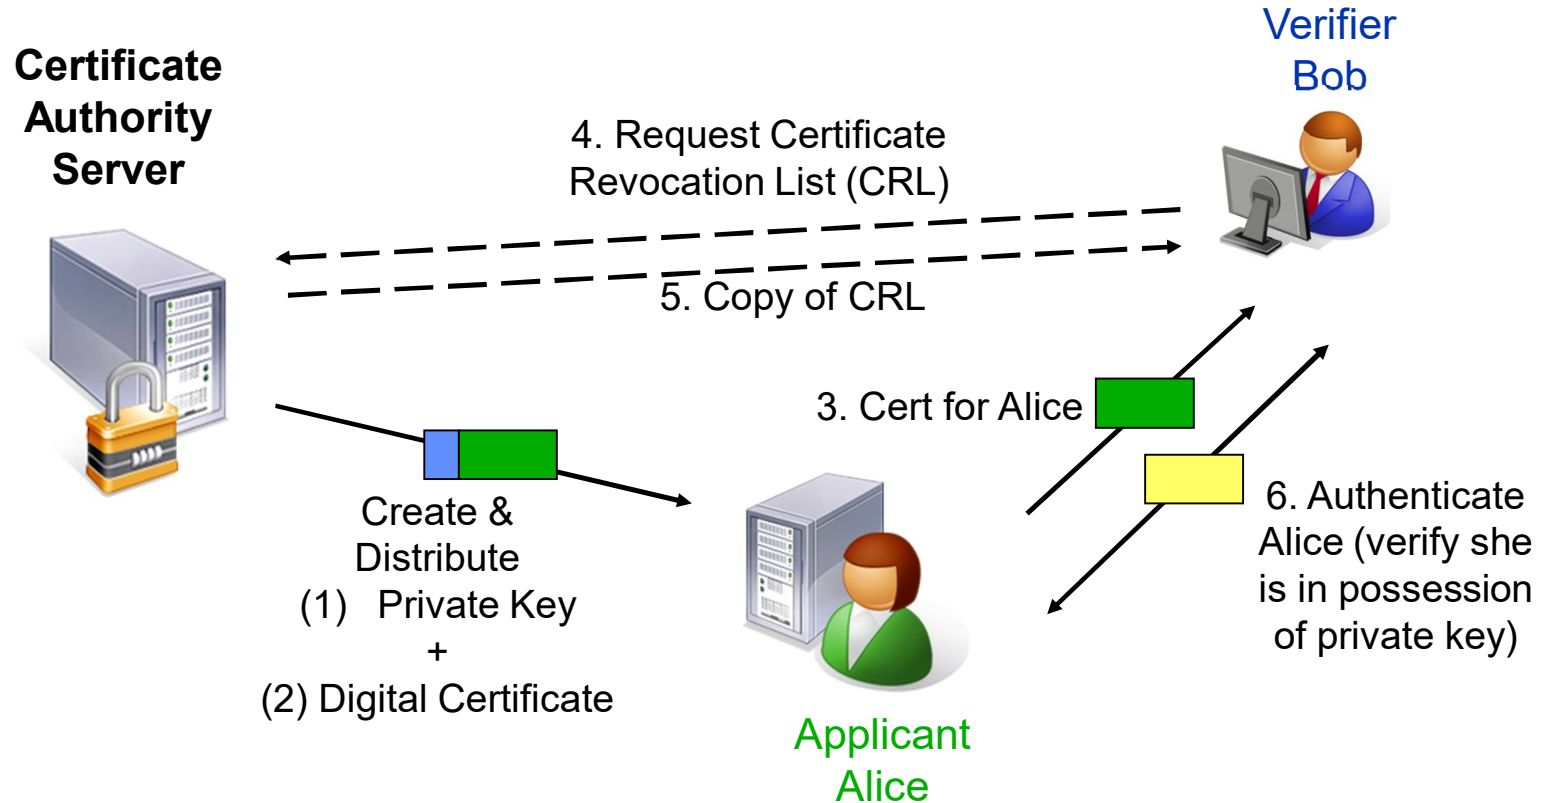 Certificate
Authority
Server
Verifier
Bob
4. Request Certificate
Revocation List (CRL)
5. Copy of CRL
3. Cert for Alice
Create &
Distribute
(1) Private Key
+
(2) Digital Certificate
6. Authenticate
Alice (verify she
is in possession
of private key)
Applicant
Alice